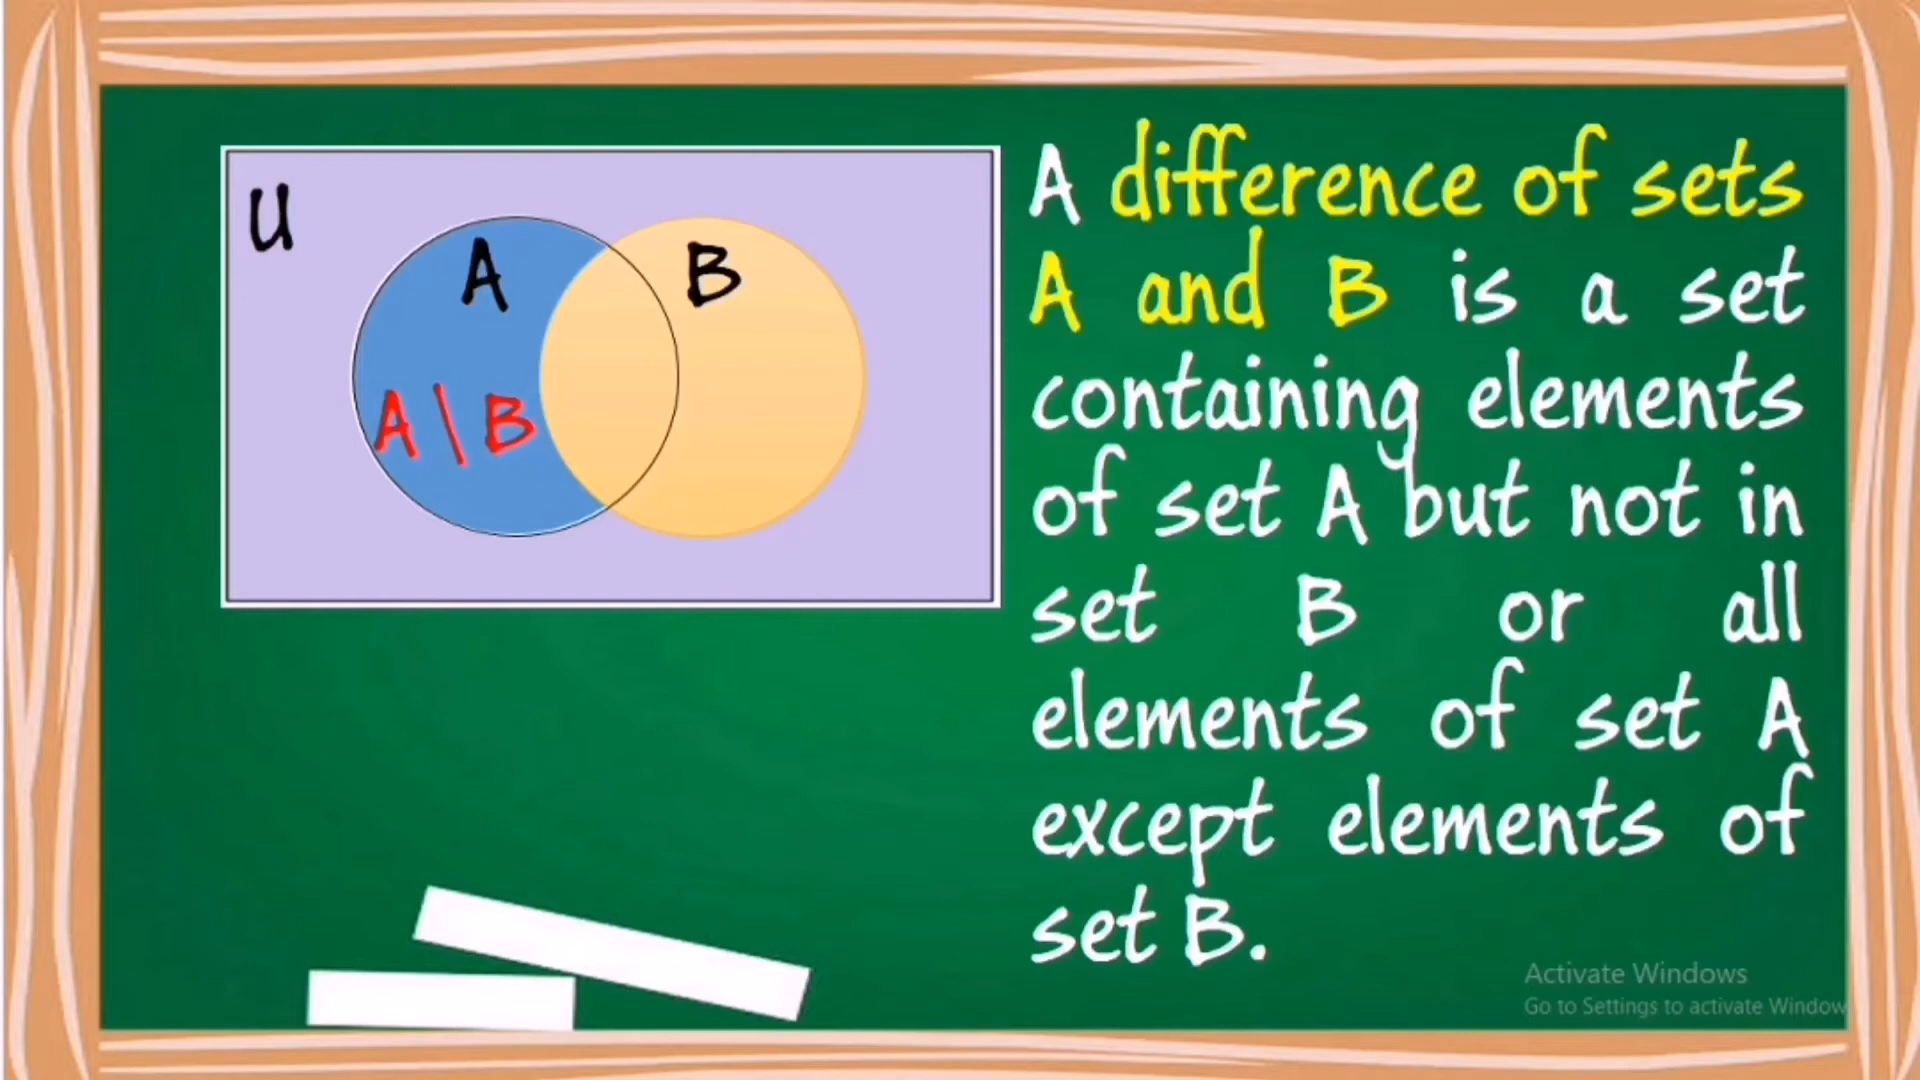 U
A
B
A \ B
A difference of sets
A and B is a set
containing elements
of set A but not in
set B or all
elements of set A
except elements of
set B.
Activate Windows
Go to Settings to activate Window